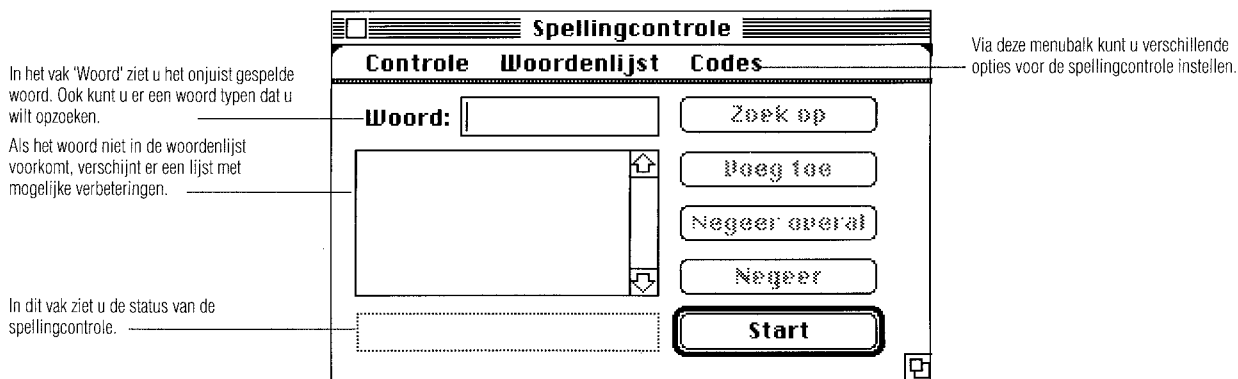 Spellingcontrole
Controle Woordenlijst Codes
Via deze menubalk kunt u verschillende
opties voor de spellingcontrole instellen.
In het vak 'Woord' ziet u het onjuist gespelde
woord. Ook kunt u er een woord typen dat u
wilt opzoeken.
Woord:
Zoek op
Als het woord niet in de woordenlijst
voorkomt, verschijnt er een lijst met
mogelijke verbeteringen.
Voeg toe
Negeer overal
Negeer
In dit vak ziet u de status van de
spellingcontrole.
Start